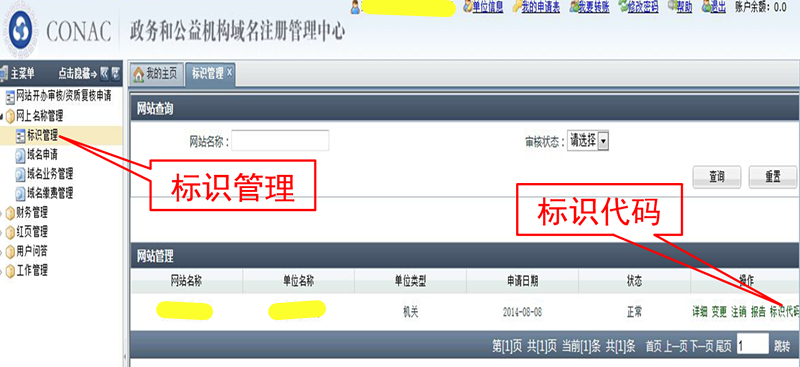 单位信息 我的申请表 我要转账 修改密码 帮助 退出 账户余额: 0.0
CONAC 政务和公益机构域名注册管理中心
主菜单 点击隐藏→
我的主页 标识管理 x
网站开办审核/资质复核申请
网上名称管理
标识管理
域名申请
域名业务管理
域名缴费管理
财务管理
红页管理
用户问答
工作管理
网站查询
网站名称:
审核状态: 请选择
查询 重置
标识管理
标识代码
网站管理
网站名称 单位名称 单位类型 申请日期 状态 操作
机关 2014-08-08 正常 详细 变更 注销 报告 标识代码
第[1]页 共[1]页 当前[1]条 共[1]条 首页 上一页 下一页 尾页 1 跳转